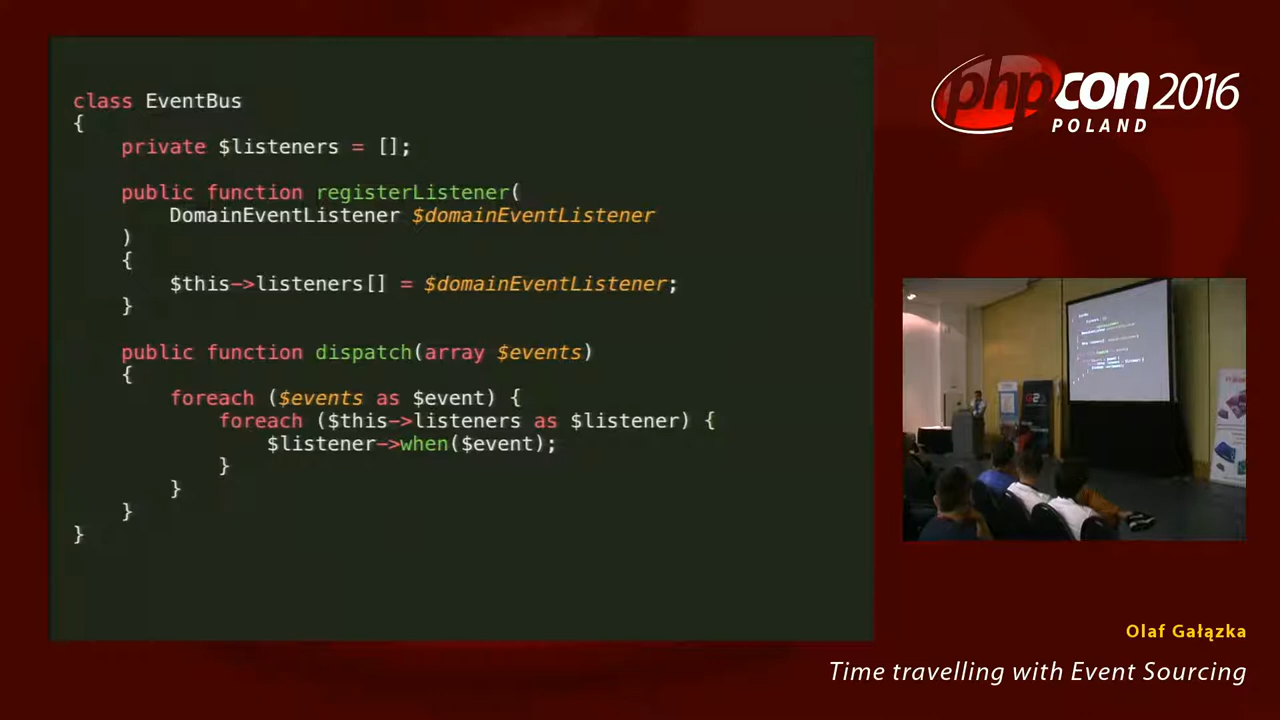 class EventBus
{
    private $listeners = [];
    public function registerListener(
        DomainEventListener $domainEventListener
    )
    {
        $this->listeners[] = $domainEventListener;
    }
    public function dispatch(array $events)
    {
        foreach ($events as $event) {
            foreach ($this->listeners as $listener) {
                $listener->when($event);
            }
        }
    }
}
phpcon 2016
POLAND
Olaf Gałązka
Time travelling with Event Sourcing